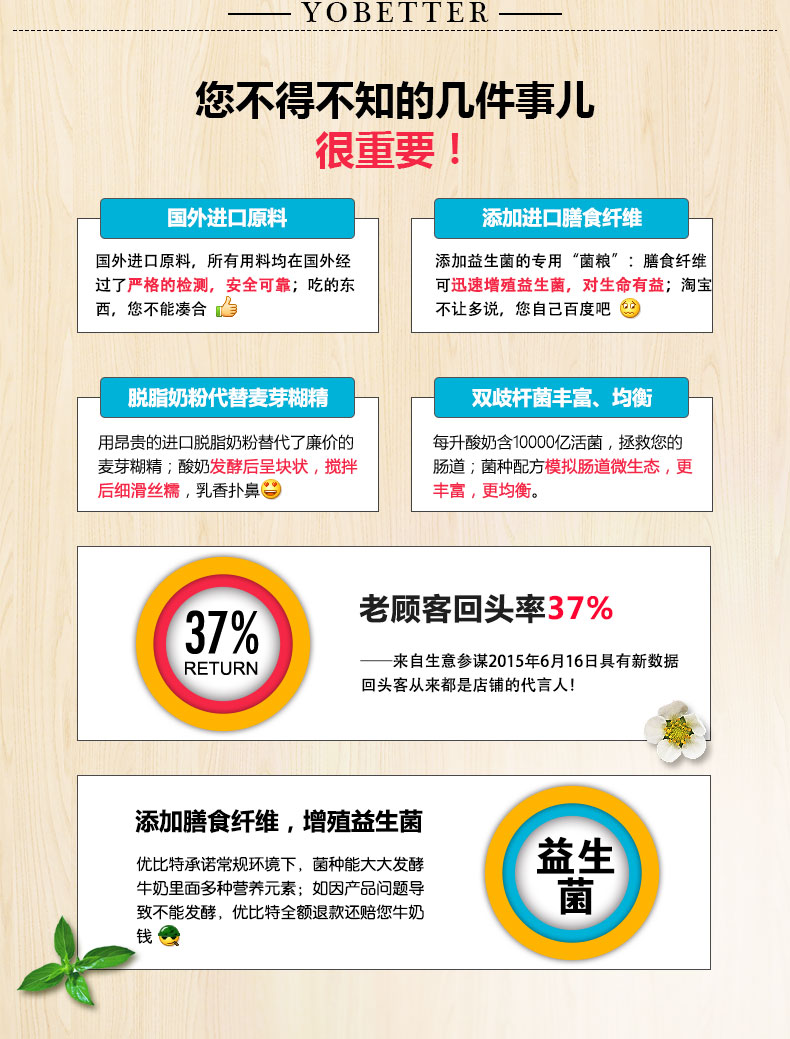 YOBETTER
您不得不知的几件事儿
很重要！
国外进口原料
国外进口原料，所有用料均在国外经
过了严格的检测，安全可靠；吃的东
西，您不能凑合
添加进口膳食纤维
添加益生菌的专用“菌粮”：膳食纤维
可迅速增殖益生菌，对生命有益；淘宝
不让多说，您自己百度吧
脱脂奶粉代替麦芽糊精
用昂贵的进口脱脂奶粉替代了廉价的
麦芽糊精；酸奶发酵后呈块状，搅拌
后细滑丝糯，乳香扑鼻
双歧杆菌丰富、均衡
每升酸奶含10000亿活菌，拯救您的
肠道；菌种配方模拟肠道微生态，更
丰富，更均衡。
37%
RETURN
老顾客回头率37%
——来自生意参谋2015年6月16日具有新数据
回头客从来都是店铺的代言人！
添加膳食纤维，增殖益生菌
优比特承诺常规环境下，菌种能大大发酵
牛奶里面多种营养元素；如因产品问题导
致不能发酵，优比特全额退款还赔您牛奶
钱
益生
菌